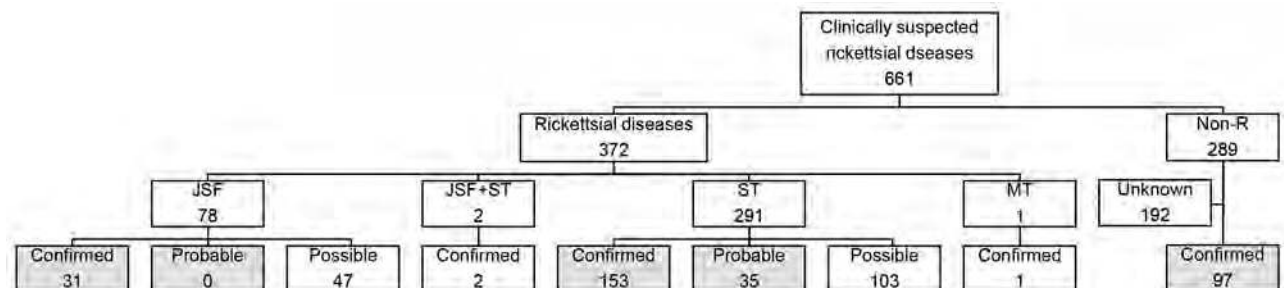 Clinically suspected
rickettsial dseases
661
Rickettsial diseases
372
Non-R
289
JSF
78
JSF+ST
2
ST
291
MT
1
Unknown
192
Confirmed
31
Probable
0
Possible
47
Confirmed
2
Confirmed
153
Probable
35
Possible
103
Confirmed
1
Confirmed
97